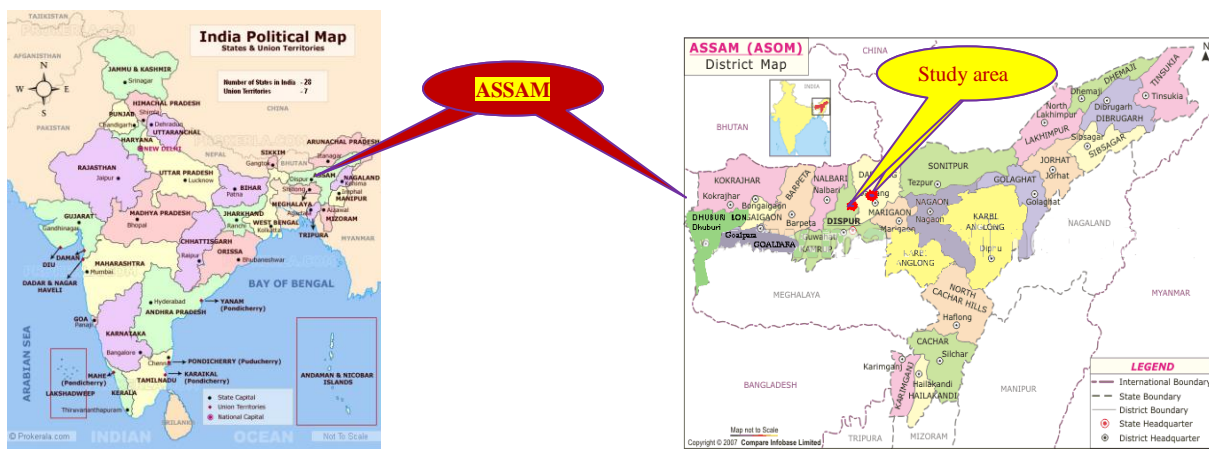 TAJIKISTAN
India Political Map
States & Union Territories
AFGHANISTAN
Number of States in India - 28
Union Territories - 7
N
W E
S
CHINA
PAKISTAN
JAMMU & KASHMIR
Srinagar
HIMACHAL PRADESH
Shimla
PUNJAB
Chandigarh
Dehradun
UTTARANCHAL
HARYANA
NEW DELHI
RAJASTHAN
Jaipur
UTTAR PRADESH
Lucknow
NEPAL
SIKKIM
Gangtok
BHUTAN
ARUNACHAL PRADESH
Itanagar
Dispur
ASSAM
NAGALAND
Kohima
Shillong
MEGHALAYA
Imphal
MANIPUR
Agartala
Aizawal
MIZORAM
TRIPURA
BIHAR
Patna
GUJARAT
Gandhinagar
MADHYA PRADESH
Bhopal
JHARKHAND
Ranchi
WEST BENGAL
Kolkatta
MYANMAR
CHHATTISGARH
Raipur
ORISSA
Bhubaneshwar
DIU
DAMAN
DADAR & NAGAR
HAVELI
MAHARASHTRA
Mumbai
BAY OF BENGAL
Hyderabad
ANDHRA PRADESH
YANAM
(Pondicherry)
GOA
Panaji
KARNATAKA
Bangalore
Chennai
PONDICHERRY (Puducherry)
KARAIKAL
(Pondicherry)
MAHE
(Pondicherry)
TAMILNADU
KERALA
LAKSHADWEEP
Thiravananthapuram
ANDAMAN & NICOBAR
ISLANDS
ARABIAN SEA
SRILANKA
State Capital
Union Territories
National Capital
© Prokerala.com
INDIAN OCEAN
Not To Scale
ASSAM
ASSAM (ASOM)
District Map
INDIA
CHINA
Study area
N
BHUTAN
DHEMAJI
Dhemaji
TINSUKIA
Tinsukia
North
Lakhimpur
LAKHIMPUR
Dibrugarh
DIBRUGARH
Sibsagar
SIBSAGAR
JORHAT
Jorhat
SONITPUR
Tezpur
GOLAGHAT
Golaghat
KOKRAJHAR
Kokrajhar
Bongaigaon
BARPETA
Barpeta
NALBARI
Nalbari
DISPUR
MARIGAON
Marigaon
NAGAON
Nagaon
KARBI
ANGLONG
Diphu
KARBI
ANGLONG
DHUBURI
Dhuburi
Goalpara
GOALPARA
NAGALAND
MEGHALAYA
NORTH
CACHAR HILLS
Haflong
MYANMAR
CACHAR
Silchar
Karimganj
KARIMGANJ
Hailakandi
HAILAKANDI
MANIPUR
BANGLADESH
TRIPURA
MIZORAM
LEGEND
International Boundary
State Boundary
District Boundary
State Headquarter
District Headquarter
Map not to Scale
Copyright © 2007 Compare Infobase Limited